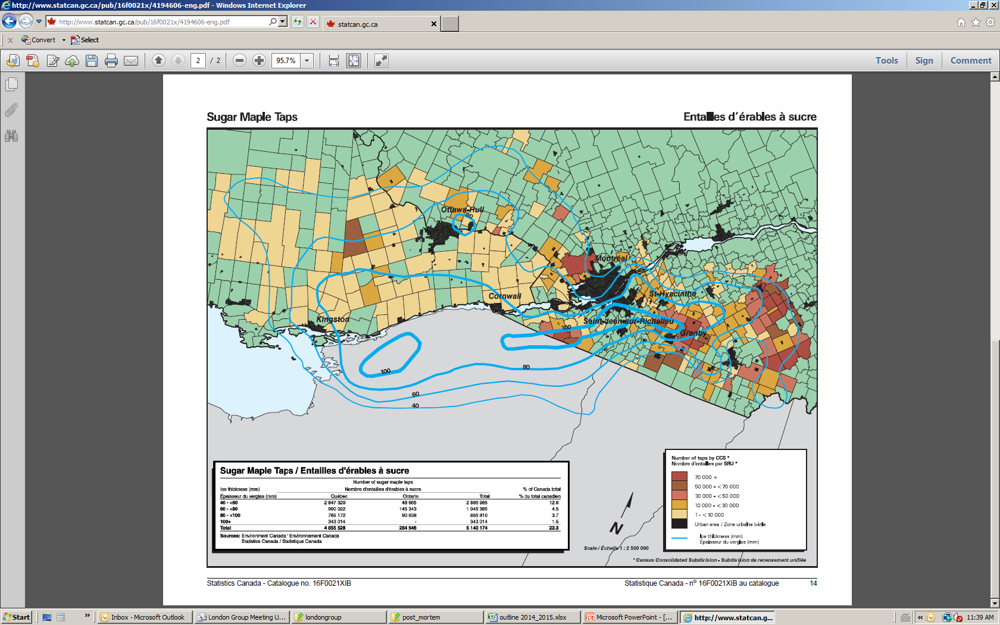 http://www.statcan.gc.ca/pub/16f0021x/4194606-eng.pdf - Windows Internet Explorer
http://www.statcan.gc.ca/pub/16f0021x/4194606-eng.pdf
statcan.gc.ca
x Convert Select
2 / 2 95.7% Tools Sign Comment
Sugar Maple Taps
Entailles d'érables à sucre
Ottawa-Hull
80
Montréal
Cornwall
St-Hyacinthe
Kingston
Saint-Jean-sur-Richelieu
100
Granby
100
80
60
40
Sugar Maple Taps / Entailles d'érables à sucre
Number of sugar maple taps
Ice thickness (mm) Nombre d'entailles d'érables à sucre % of Canada total
Épaisseur du verglas (mm) Québec Ontario Total % du total canadien
40 - <60 2 847 320 48 665 2 895 985 12.6
60 - <80 900 022 145 343 1 045 365 4.5
80 - <100 765 172 90 638 855 810 3.7
100+ 343 014 - 343 014 1.5
Total 4 855 528 284 646 5 140 174 22.3
Sources: Environment Canada / Environnement Canada
Statistics Canada / Statistique Canada
N
Scale / Échelle 1 : 2 500 000
Number of taps by CCS *
Nombre d'entailles par SRU *
70 000 +
50 000 - < 70 000
30 000 - < 50 000
10 000 - < 30 000
1 - < 10 000
Urban area / Zone urbaine bâtie
Ice thickness (mm)
Épaisseur du verglas (mm)
* Census Consolidated Subdivision - Subdivision de recensement unifiée
Statistics Canada - Catalogue no. 16F0021XIB
Statistique Canada - nº 16F0021XIB au catalogue 14
Start » Inbox - Microsoft Outlook London Group Meeting U... londongroup post_mortem outline 2014_2015.xlsx Microsoft PowerPoint - [... http://www.statcan.g... « 11:39 AM